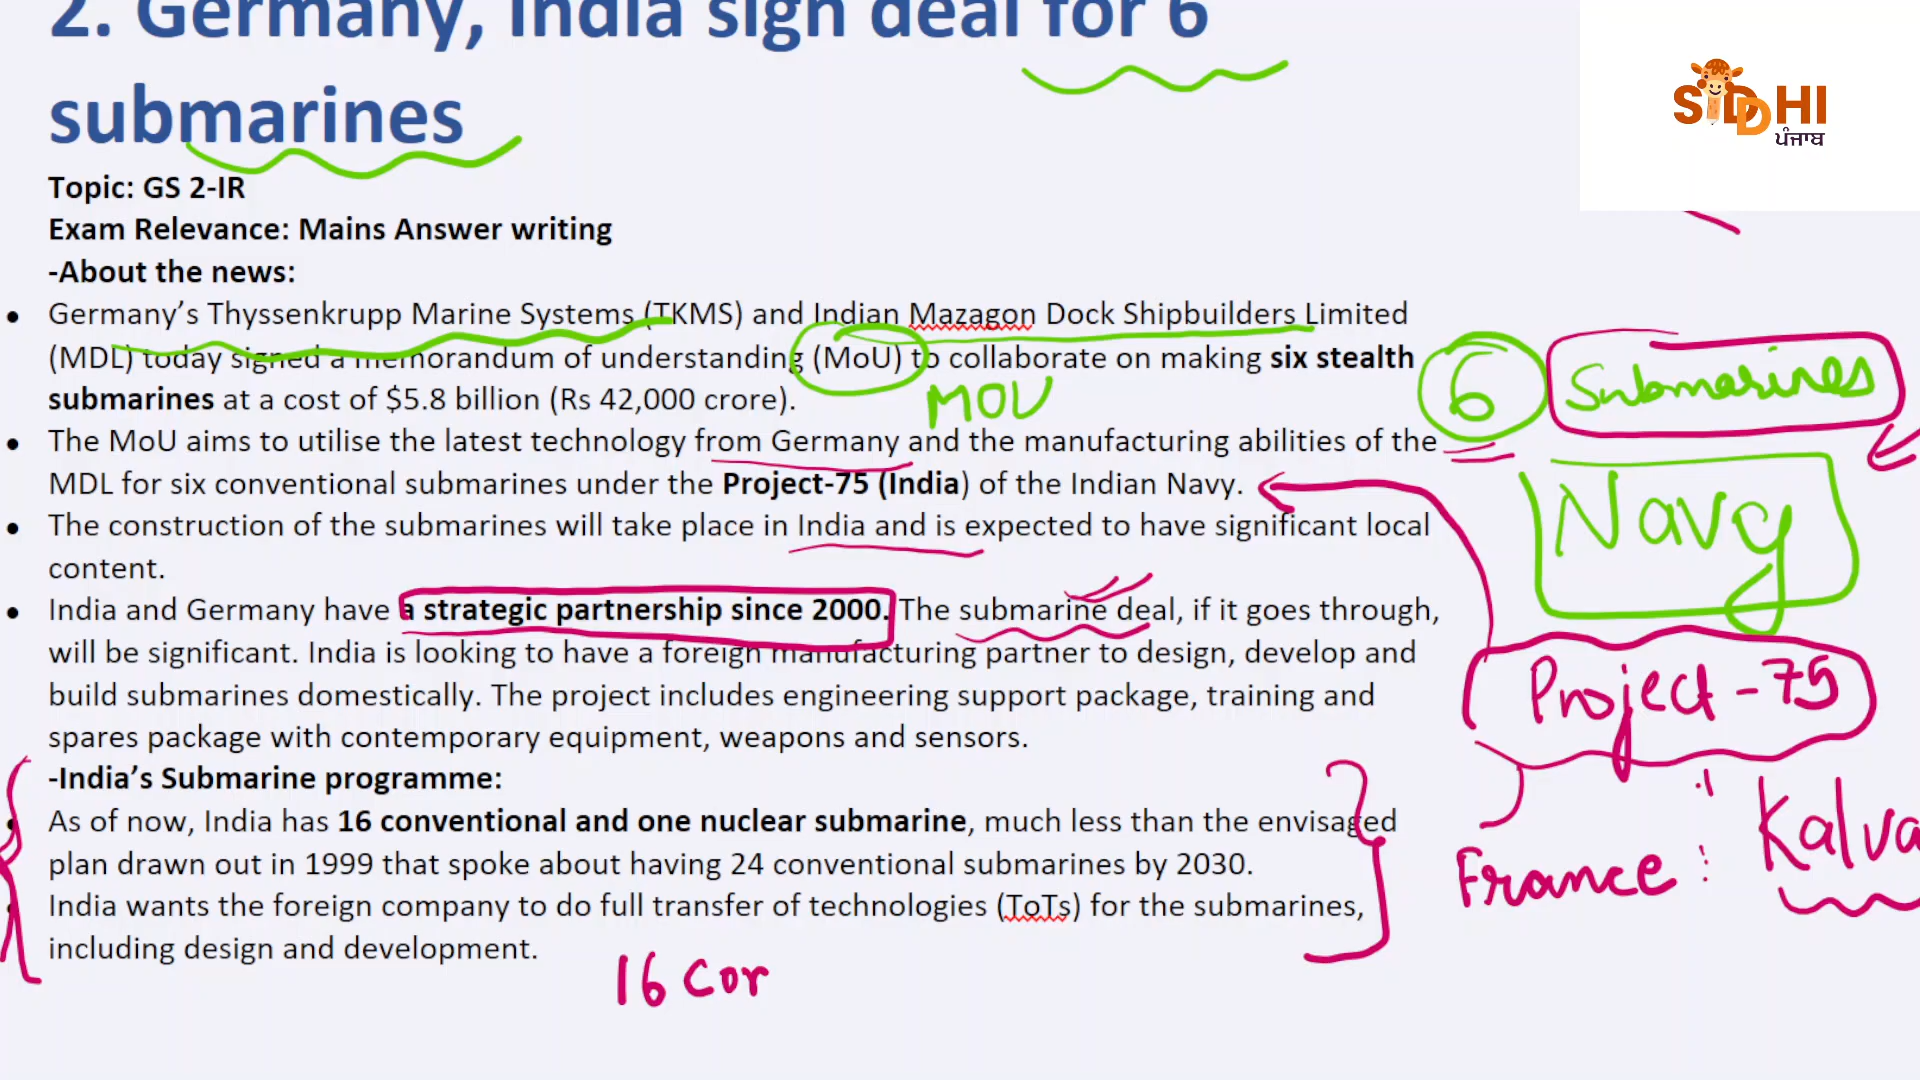 2. Germany, India sign deal for 6
submarines
SIDDHI
ਪੰਜਾਬ
Topic: GS 2-IR
Exam Relevance: Mains Answer writing
-About the news:
• Germany's Thyssenkrupp Marine Systems (TKMS) and Indian Mazagon Dock Shipbuilders Limited
(MDL) today signed a memorandum of understanding (MoU) to collaborate on making six stealth
submarines at a cost of $5.8 billion (Rs 42,000 crore).
MOU
6 Submarines
• The MoU aims to utilise the latest technology from Germany and the manufacturing abilities of the
MDL for six conventional submarines under the Project-75 (India) of the Indian Navy.
Navy
• The construction of the submarines will take place in India and is expected to have significant local
content.
• India and Germany have a strategic partnership since 2000. The submarine deal, if it goes through,
will be significant. India is looking to have a foreign manufacturing partner to design, develop and
build submarines domestically. The project includes engineering support package, training and
spares package with contemporary equipment, weapons and sensors.
Project-75
-India's Submarine programme:
As of now, India has 16 conventional and one nuclear submarine, much less than the envisaged
plan drawn out in 1999 that spoke about having 24 conventional submarines by 2030.
India wants the foreign company to do full transfer of technologies (ToTs) for the submarines,
including design and development.
France : Kalva
16 Cor